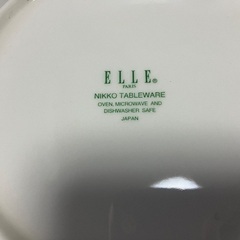 ELLE®
PARIS
NIKKO TABLEWARE
OVEN, MICROWAVE AND
DISHWASHER SAFE
JAPAN